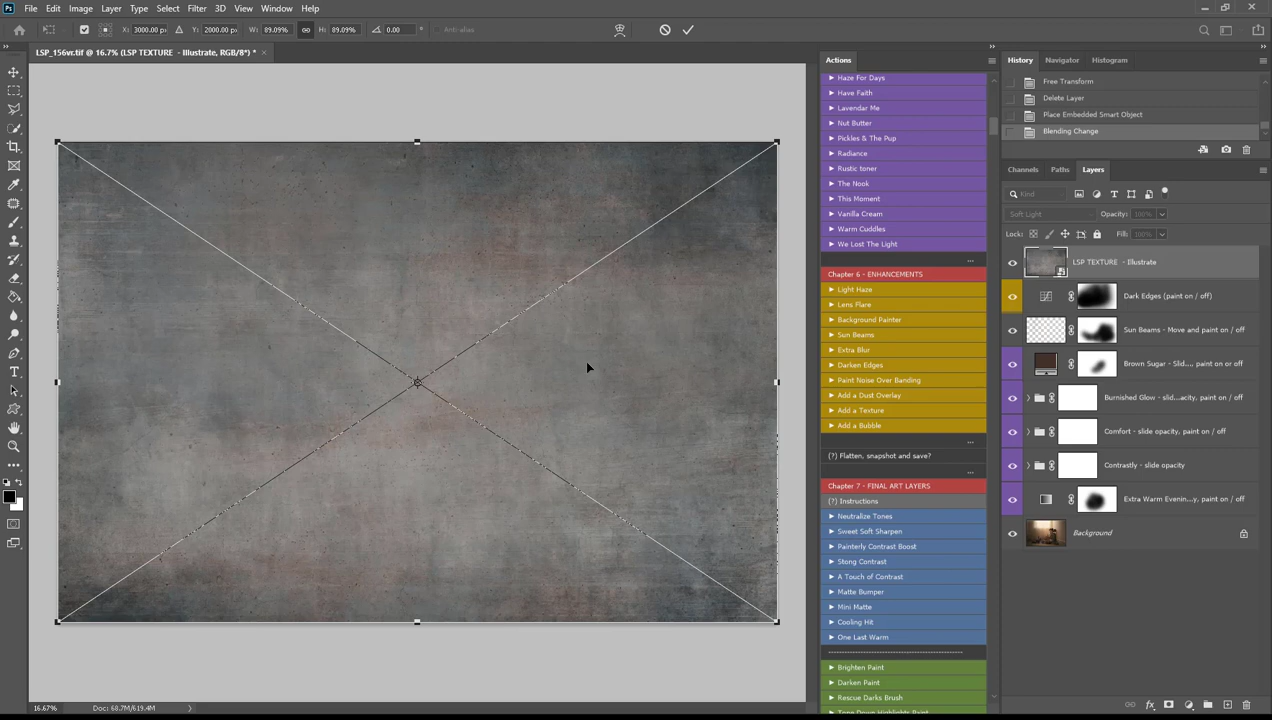 Ps File Edit Image Layer Type Select Filter 3D View Window Help
X: 3000.00 px Y: 2000.00 px W: 89.09% H: 89.09% 0.00 ° Anti-alias
LSP_156vr.tif @ 16.7% (LSP TEXTURE - Illustrate, RGB/8*) * ×
Actions
Haze For Days
Have Faith
Lavendar Me
Nut Butter
Pickles & The Pup
Radiance
Rustic toner
The Nook
This Moment
Vanilla Cream
Warm Cuddles
We Lost The Light
...
Chapter 6 - ENHANCEMENTS
Light Haze
Lens Flare
Background Painter
Sun Beams
Extra Blur
Darken Edges
Paint Noise Over Banding
Add a Dust Overlay
Add a Texture
Add a Bubble
...
(?) Flatten, snapshot and save?
...
Chapter 7 - FINAL ART LAYERS
(?) Instructions
Neutralize Tones
Sweet Soft Sharpen
Painterly Contrast Boost
Stong Contrast
A Touch of Contrast
Matte Bumper
Mini Matte
Cooling Hit
One Last Warm
--------------------------------------------
Brighten Paint
Darken Paint
Rescue Darks Brush
Tone Down Highlights Paint
History Navigator Histogram
Free Transform
Delete Layer
Place Embedded Smart Object
Blending Change
Channels Paths Layers
Kind
Soft Light Opacity: 100%
Lock: Fill: 100%
LSP TEXTURE - Illustrate
Dark Edges (paint on / off)
Sun Beams - Move and paint on / off
Brown Sugar - Slid..., paint on or off
Burnished Glow - slid...acity, paint on / off
Comfort - slide opacity, paint on / off
Contrastly - slide opacity
Extra Warm Evenin...y, paint on / off
Background
16.67% Doc: 68.7M/619.4M